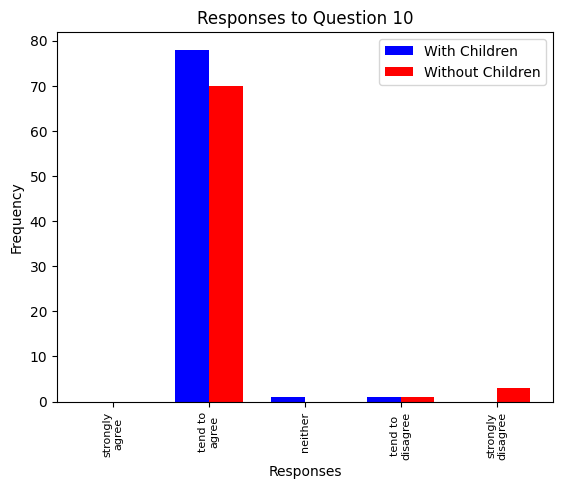 Responses to Question 10
With Children
Without Children
Frequency
80
70
60
50
40
30
20
10
0
strongly
agree
tend to
agree
neither
tend to
disagree
strongly
disagree
Responses